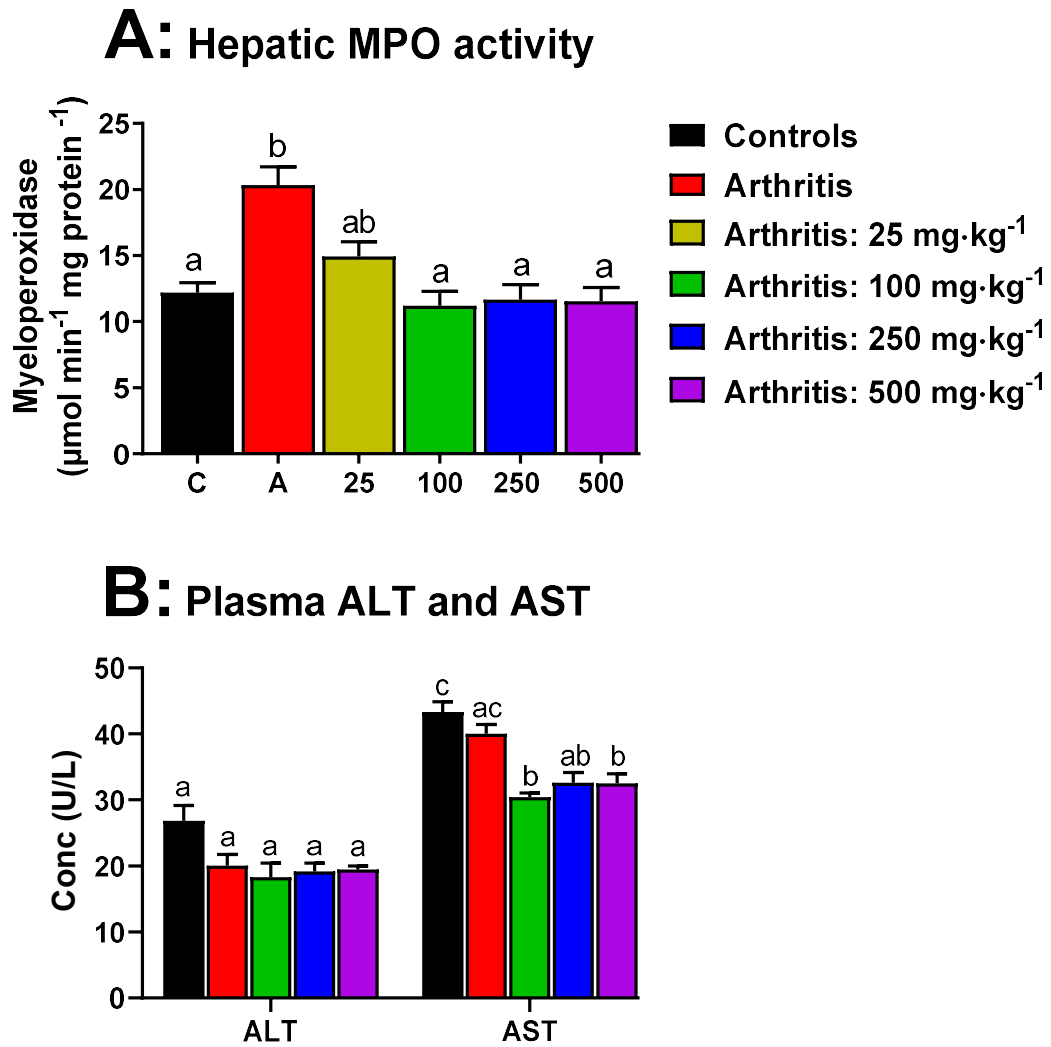 A: Hepatic MPO activity
Myeloperoxidase
(µmol min⁻¹ mg protein ⁻¹)
25
20
15
10
5
0
a
b
ab
a
a
a
C
A
25
100
250
500
Controls
Arthritis
Arthritis: 25 mg·kg⁻¹
Arthritis: 100 mg·kg⁻¹
Arthritis: 250 mg·kg⁻¹
Arthritis: 500 mg·kg⁻¹
B: Plasma ALT and AST
Conc (U/L)
50
40
30
20
10
0
a
a
a
a
a
c
ac
b
ab
b
ALT
AST